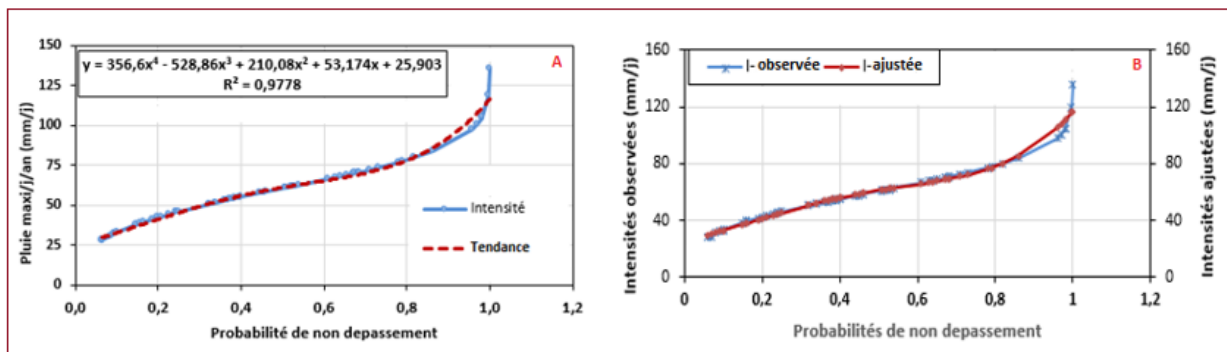 Pluie maxi/j/an (mm/j)
150
125
100
75
50
25
0
y = 356,6x⁴ - 528,86x³ + 210,08x² + 53,174x + 25,903
R² = 0,9778
A
Intensité
Tendance
0,0 0,2 0,4 0,6 0,8 1,0 1,2
Probabilité de non depassement
Intensités observées (mm/j)
160
120
80
40
0
|- observée |- ajustée
B
160
120
80
40
0
Intensités ajustées (mm/j)
0 0,2 0,4 0,6 0,8 1 1,2
Probabilités de non depassement